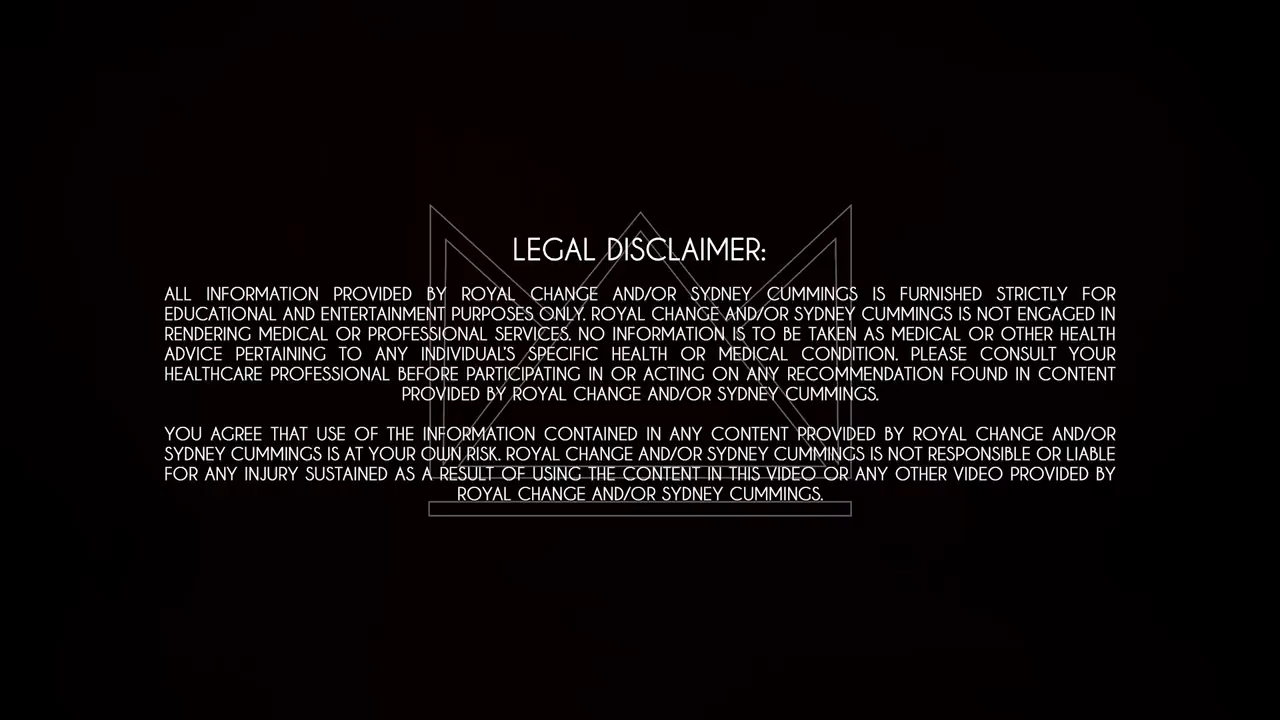 LEGAL DISCLAIMER:
ALL INFORMATION PROVIDED BY ROYAL CHANGE AND/OR SYDNEY CUMMINGS IS FURNISHED STRICTLY FOR
EDUCATIONAL AND ENTERTAINMENT PURPOSES ONLY. ROYAL CHANGE AND/OR SYDNEY CUMMINGS IS NOT ENGAGED IN
RENDERING MEDICAL OR PROFESSIONAL SERVICES. NO INFORMATION IS TO BE TAKEN AS MEDICAL OR OTHER HEALTH
ADVICE PERTAINING TO ANY INDIVIDUAL'S SPECIFIC HEALTH OR MEDICAL CONDITION. PLEASE CONSULT YOUR
HEALTHCARE PROFESSIONAL BEFORE PARTICIPATING IN OR ACTING ON ANY RECOMMENDATION FOUND IN CONTENT
PROVIDED BY ROYAL CHANGE AND/OR SYDNEY CUMMINGS.
YOU AGREE THAT USE OF THE INFORMATION CONTAINED IN ANY CONTENT PROVIDED BY ROYAL CHANGE AND/OR
SYDNEY CUMMINGS IS AT YOUR OWN RISK. ROYAL CHANGE AND/OR SYDNEY CUMMINGS IS NOT RESPONSIBLE OR LIABLE
FOR ANY INJURY SUSTAINED AS A RESULT OF USING THE CONTENT IN THIS VIDEO OR ANY OTHER VIDEO PROVIDED BY
ROYAL CHANGE AND/OR SYDNEY CUMMINGS.